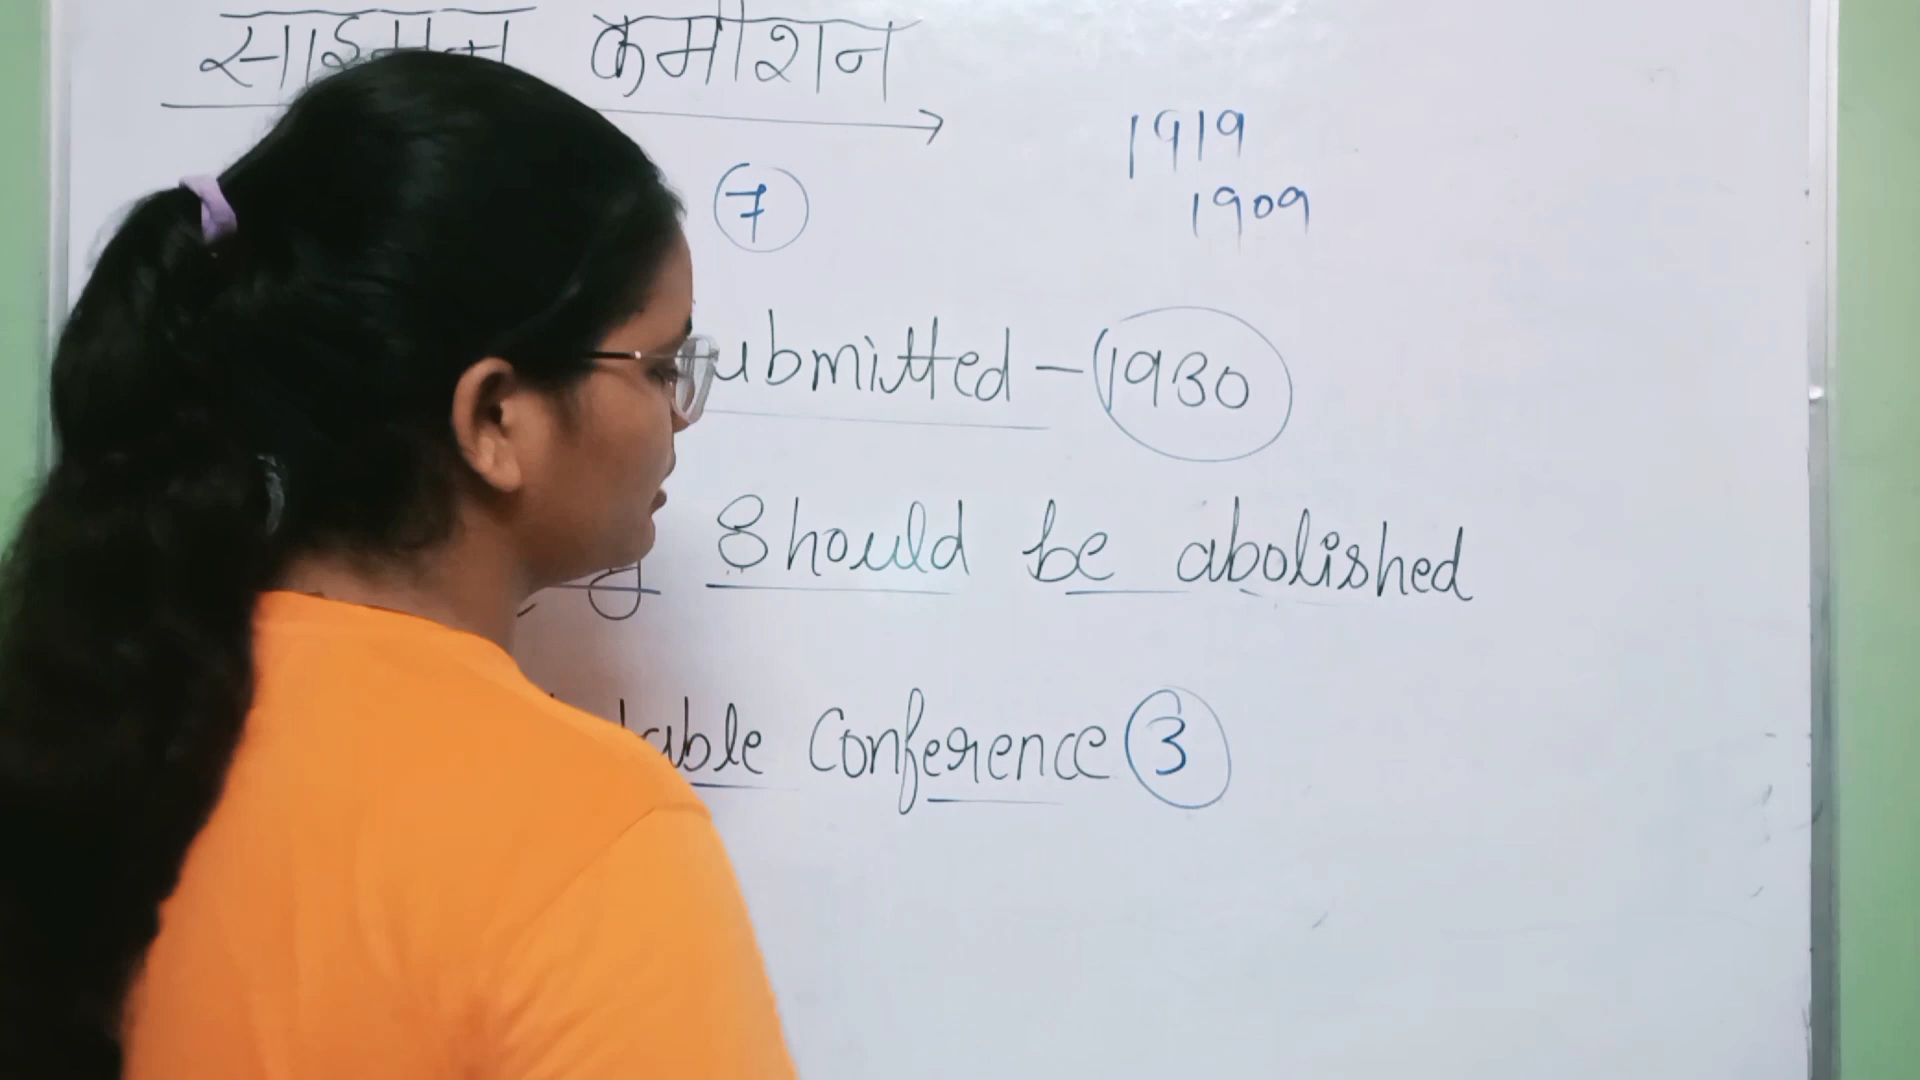 साइमन कमीशन
1919
7
1909
submitted - 1930
Should be abolished
Table Conference 3